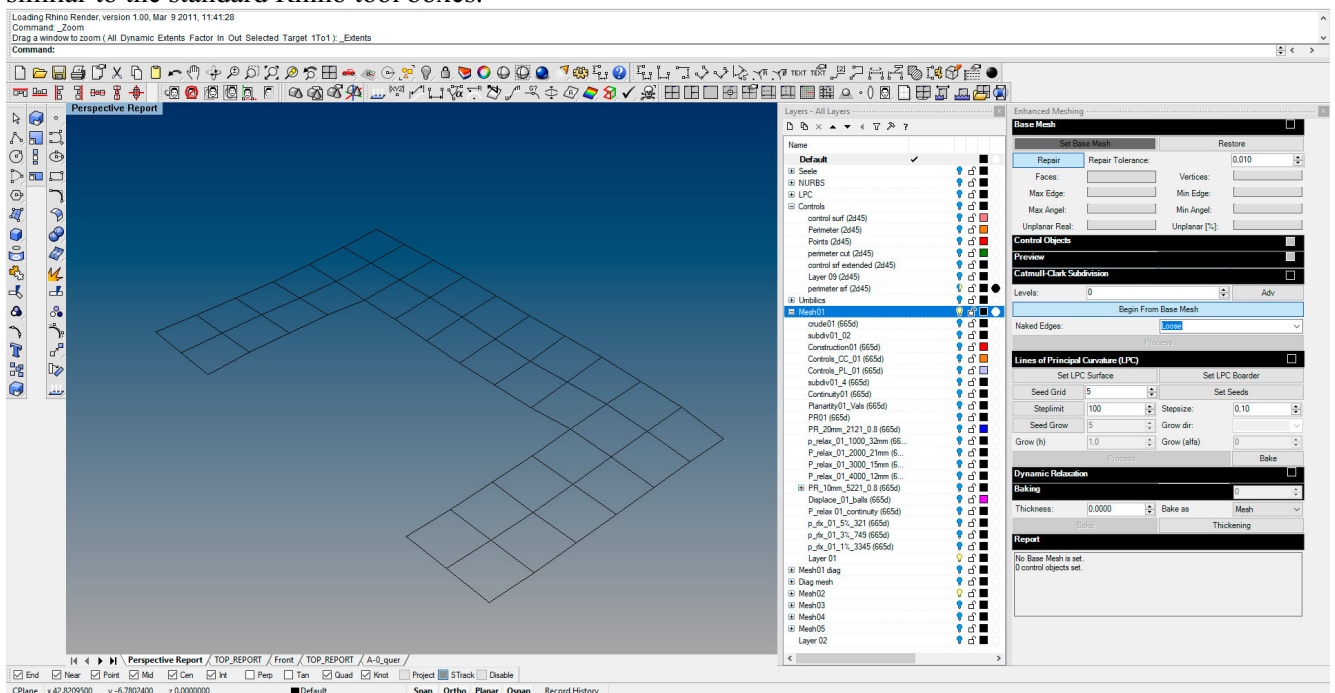 similar to the standard Rhino tool boxes.
Loading Rhino Render, version 1.00, Mar 9 2011, 11:41:28
Command: _Zoom
Drag a window to zoom ( All Dynamic Extents Factor In Out Selected Target 1To1 ): _Extents
Command:
Perspective Report
Layers - All Layers
Name
Default
Seele
NURBS
LPC
Controls
control surf (2d45)
Perimeter (2d45)
Points (2d45)
perimeter cut (2d45)
control srf extended (2d45)
Layer 09 (2d45)
perimeter srf (2d45)
Umbilics
Mesh01
crude01 (665d)
subdiv01_02
Construction01 (665d)
Controls_CC_01 (665d)
Controls_PL_01 (665d)
subdiv01_4 (665d)
Continuity01 (665d)
Planartity01_Vals (665d)
PR01 (665d)
PR_20mm_2121_0.8 (665d)
p_relax_01_1000_32mm (66...
P_relax_01_2000_21mm (6...
P_relax_01_3000_15mm (6...
P_relax_01_4000_12mm (6...
PR_10mm_5221_0.8 (665d)
Displace_01_balls (665d)
P_relax 01_continuity (665d)
p_rlx_01_5%_321 (665d)
p_rlx_01_3%_749 (665d)
p_rlx_01_1%_3345 (665d)
Layer 01
Mesh01 diag
Diag mesh
Mesh02
Mesh03
Mesh04
Mesh05
Layer 02
Enhanced Meshing
Base Mesh
Set Base Mesh Restore
Repair Repair Tolerance: 0,010
Faces: Vertices:
Max Edge: Min Edge:
Max Angel: Min Angel:
Unplanar Real: Unplanar [%]:
Control Objects
Preview
Catmull-Clark Subdivision
Levels: 0 Adv
Begin From Base Mesh
Naked Edges: Loose
Process
Lines of Principal Curvature (LPC)
Set LPC Surface Set LPC Boarder
Seed Grid 5 Set Seeds
Steplimit 100 Stepsize: 0.10
Seed Grow 5 Grow dir:
Grow (h) 1,0 Grow (alfa) 0
Process Bake
Dynamic Relaxation
Baking 0
Thickness: 0,0000 Bake as Mesh
Bake Thickening
Report
No Base Mesh is set.
0 control objects set.
Perspective Report / TOP_REPORT / Front / TOP_REPORT / A-0_quer /
End Near Point Mid Cen Int Perp Tan Quad Knot Project STrack Disable
CPlane x 42.8209500 y -6.7802400 z 0.0000000 Default Snap Ortho Planar Osnap Record History